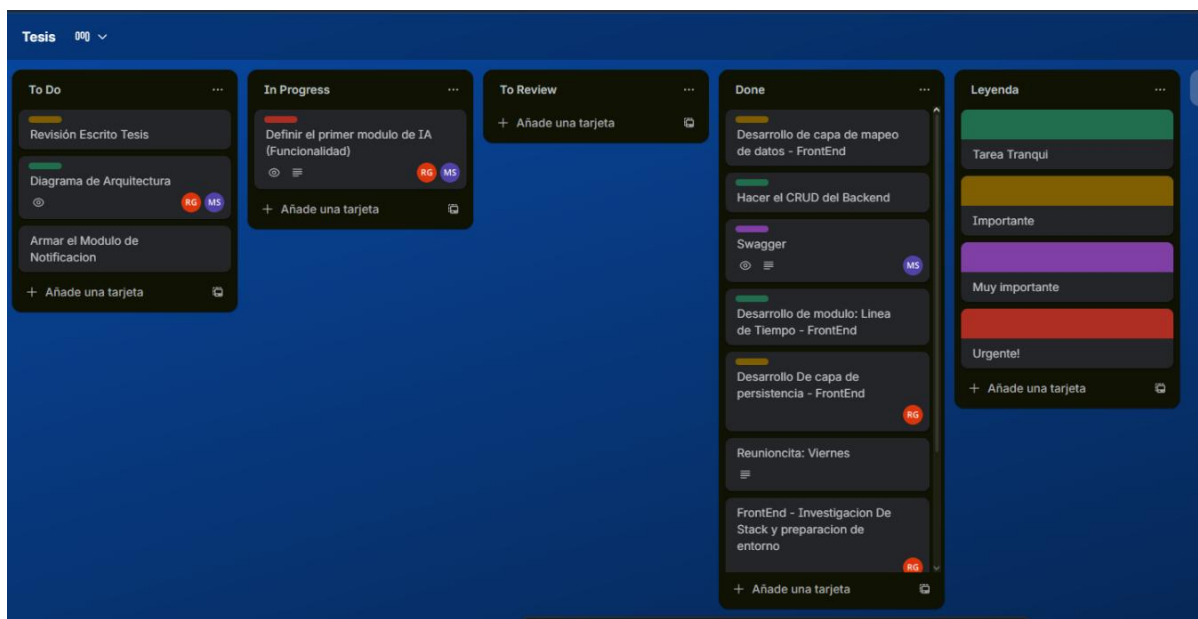 Tesis
To Do
Revisión Escrito Tesis
Diagrama de Arquitectura
RG MS
Armar el Modulo de
Notificacion
+ Añade una tarjeta
In Progress
Definir el primer modulo de IA
(Funcionalidad)
RG MS
+ Añade una tarjeta
To Review
+ Añade una tarjeta
Done
Desarrollo de capa de mapeo
de datos - FrontEnd
Hacer el CRUD del Backend
Swagger
MS
Desarrollo de modulo: Linea
de Tiempo - FrontEnd
Desarrollo De capa de
persistencia - FrontEnd
RG
Reunioncita: Viernes
FrontEnd - Investigacion De
Stack y preparacion de
entorno
RG
+ Añade una tarjeta
Leyenda
Tarea Tranqui
Importante
Muy importante
Urgente!
+ Añade una tarjeta